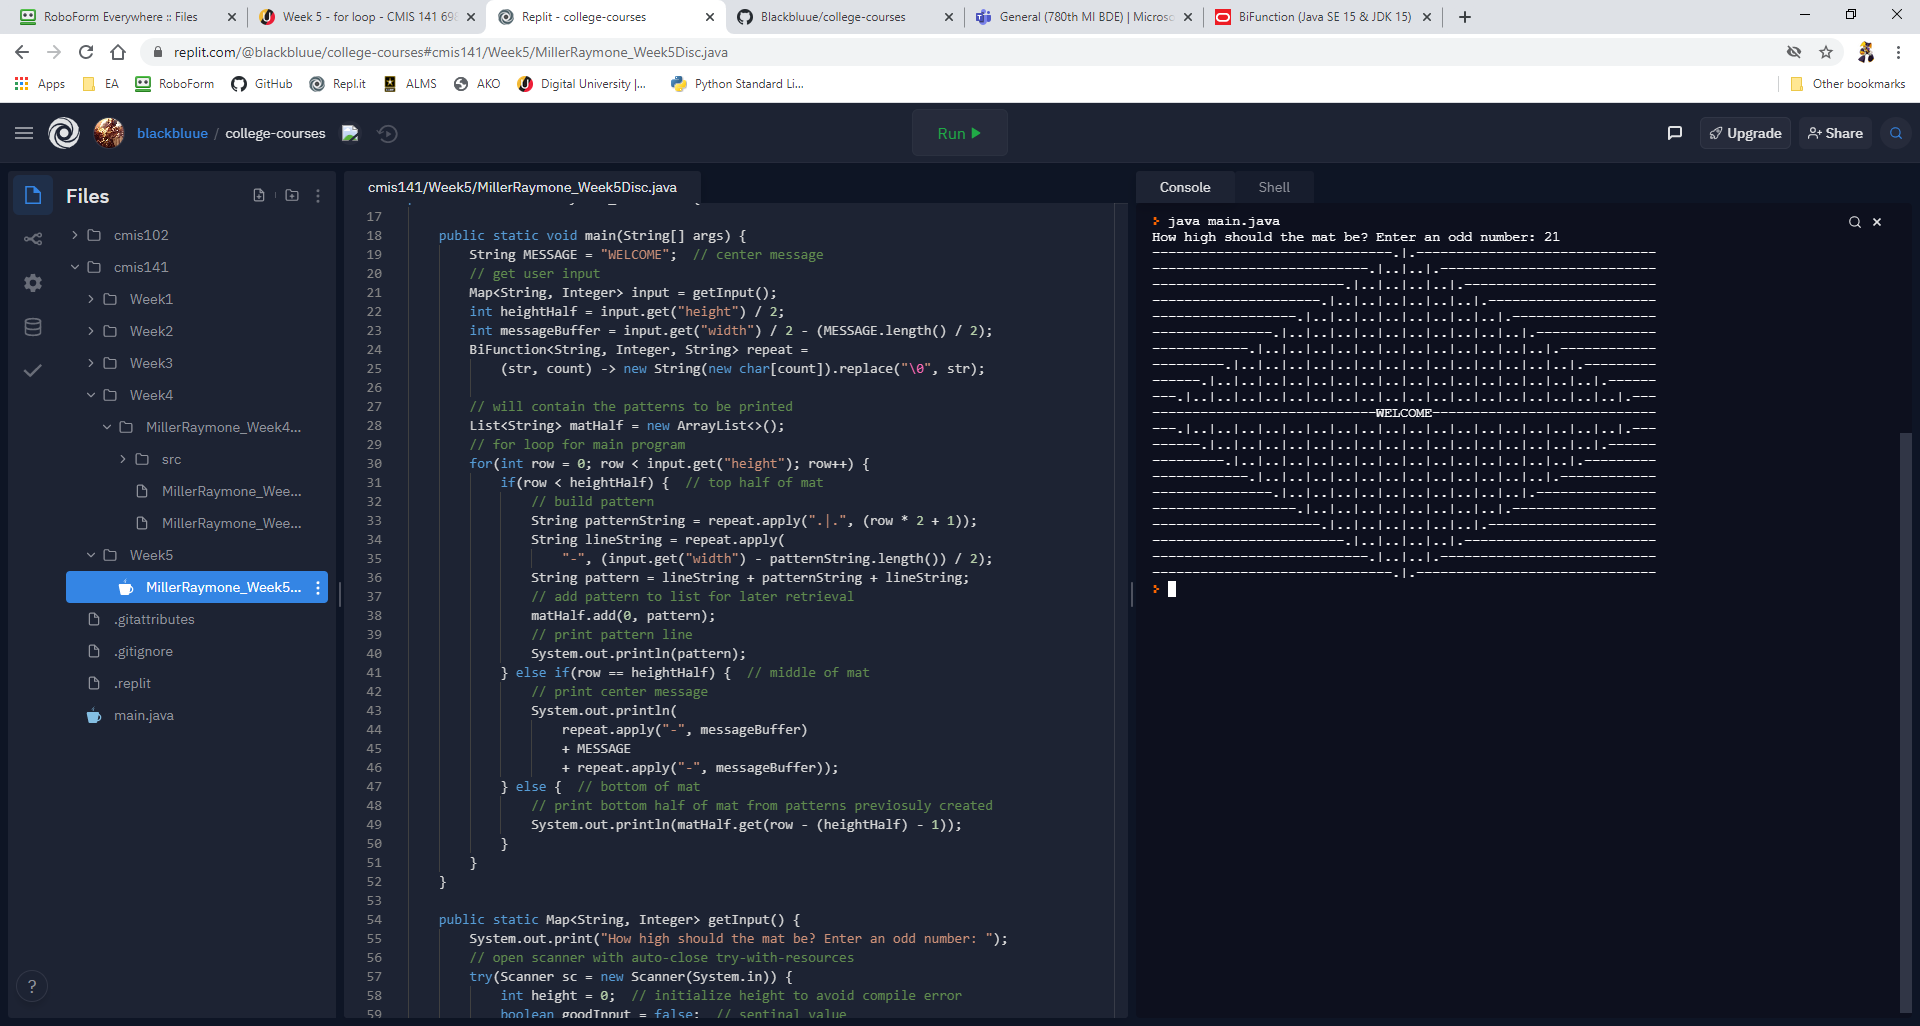 RoboForm Everywhere :: Files
Week 5 - for loop - CMIS 141 698
Replit - college-courses
Blackbluue/college-courses
General (780th MI BDE) | Microsc
BiFunction (Java SE 15 & JDK 15)
replit.com/@blackbluue/college-courses#cmis141/Week5/MillerRaymone_Week5Disc.java
Apps
EA
RoboForm
GitHub
Repl.it
ALMS
AKO
Digital University |...
Python Standard Li...
Other bookmarks
blackbluue / college-courses
Run
Upgrade
Share
Files
cmis102
cmis141
Week1
Week2
Week3
Week4
MillerRaymone_Week4...
src
MillerRaymone_Wee...
MillerRaymone_Wee...
Week5
MillerRaymone_Week5...
.gitattributes
.gitignore
.replit
main.java
?
cmis141/Week5/MillerRaymone_Week5Disc.java
17
18 public static void main(String[] args) {
19 String MESSAGE = "WELCOME";  // center message
20 // get user input
21 Map<String, Integer> input = getInput();
22 int heightHalf = input.get("height") / 2;
23 int messageBuffer = input.get("width") / 2 - (MESSAGE.length() / 2);
24 BiFunction<String, Integer, String> repeat =
25 (str, count) -> new String(new char[count]).replace("\0", str);
26
27 // will contain the patterns to be printed
28 List<String> matHalf = new ArrayList<>();
29 // for loop for main program
30 for(int row = 0; row < input.get("height"); row++) {
31 if(row < heightHalf) {  // top half of mat
32 // build pattern
33 String patternString = repeat.apply(".|.", (row * 2 + 1));
34 String lineString = repeat.apply(
35 "-", (input.get("width") - patternString.length()) / 2);
36 String pattern = lineString + patternString + lineString;
37 // add pattern to list for later retrieval
38 matHalf.add(0, pattern);
39 // print pattern line
40 System.out.println(pattern);
41 } else if(row == heightHalf) {  // middle of mat
42 // print center message
43 System.out.println(
44 repeat.apply("-", messageBuffer)
45 + MESSAGE
46 + repeat.apply("-", messageBuffer));
47 } else {  // bottom of mat
48 // print bottom half of mat from patterns previosuly created
49 System.out.println(matHalf.get(row - (heightHalf) - 1));
50 }
51 }
52 }
53
54 public static Map<String, Integer> getInput() {
55 System.out.print("How high should the mat be? Enter an odd number: ");
56 // open scanner with auto-close try-with-resources
57 try(Scanner sc = new Scanner(System.in)) {
58 int height = 0;  // initialize height to avoid compile error
59 boolean goodInput = false;  // sentinal value
Console
Shell
java main.java
How high should the mat be? Enter an odd number: 21
------------------------------.|.------------------------------
---------------------------.|..|..|.---------------------------
------------------------.|..|..|..|..|.------------------------
---------------------.|..|..|..|..|..|..|.---------------------
------------------.|..|..|..|..|..|..|..|..|.------------------
---------------.|..|..|..|..|..|..|..|..|..|..|.---------------
------------.|..|..|..|..|..|..|..|..|..|..|..|..|.------------
---------.|..|..|..|..|..|..|..|..|..|..|..|..|..|..|.---------
------.|..|..|..|..|..|..|..|..|..|..|..|..|..|..|..|..|.------
---.|..|..|..|..|..|..|..|..|..|..|..|..|..|..|..|..|..|..|.---
----------------------------WELCOME----------------------------
---.|..|..|..|..|..|..|..|..|..|..|..|..|..|..|..|..|..|..|.---
------.|..|..|..|..|..|..|..|..|..|..|..|..|..|..|..|..|.------
---------.|..|..|..|..|..|..|..|..|..|..|..|..|..|..|.---------
------------.|..|..|..|..|..|..|..|..|..|..|..|..|.------------
---------------.|..|..|..|..|..|..|..|..|..|..|.---------------
------------------.|..|..|..|..|..|..|..|..|.------------------
---------------------.|..|..|..|..|..|..|.---------------------
------------------------.|..|..|..|..|.------------------------
---------------------------.|..|..|.---------------------------
------------------------------.|.------------------------------